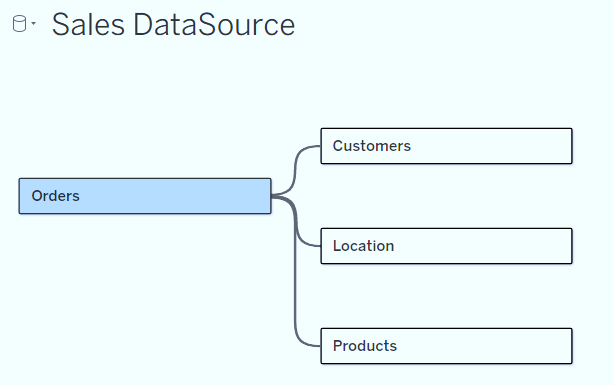 Sales DataSource
Customers
Orders
Location
Products